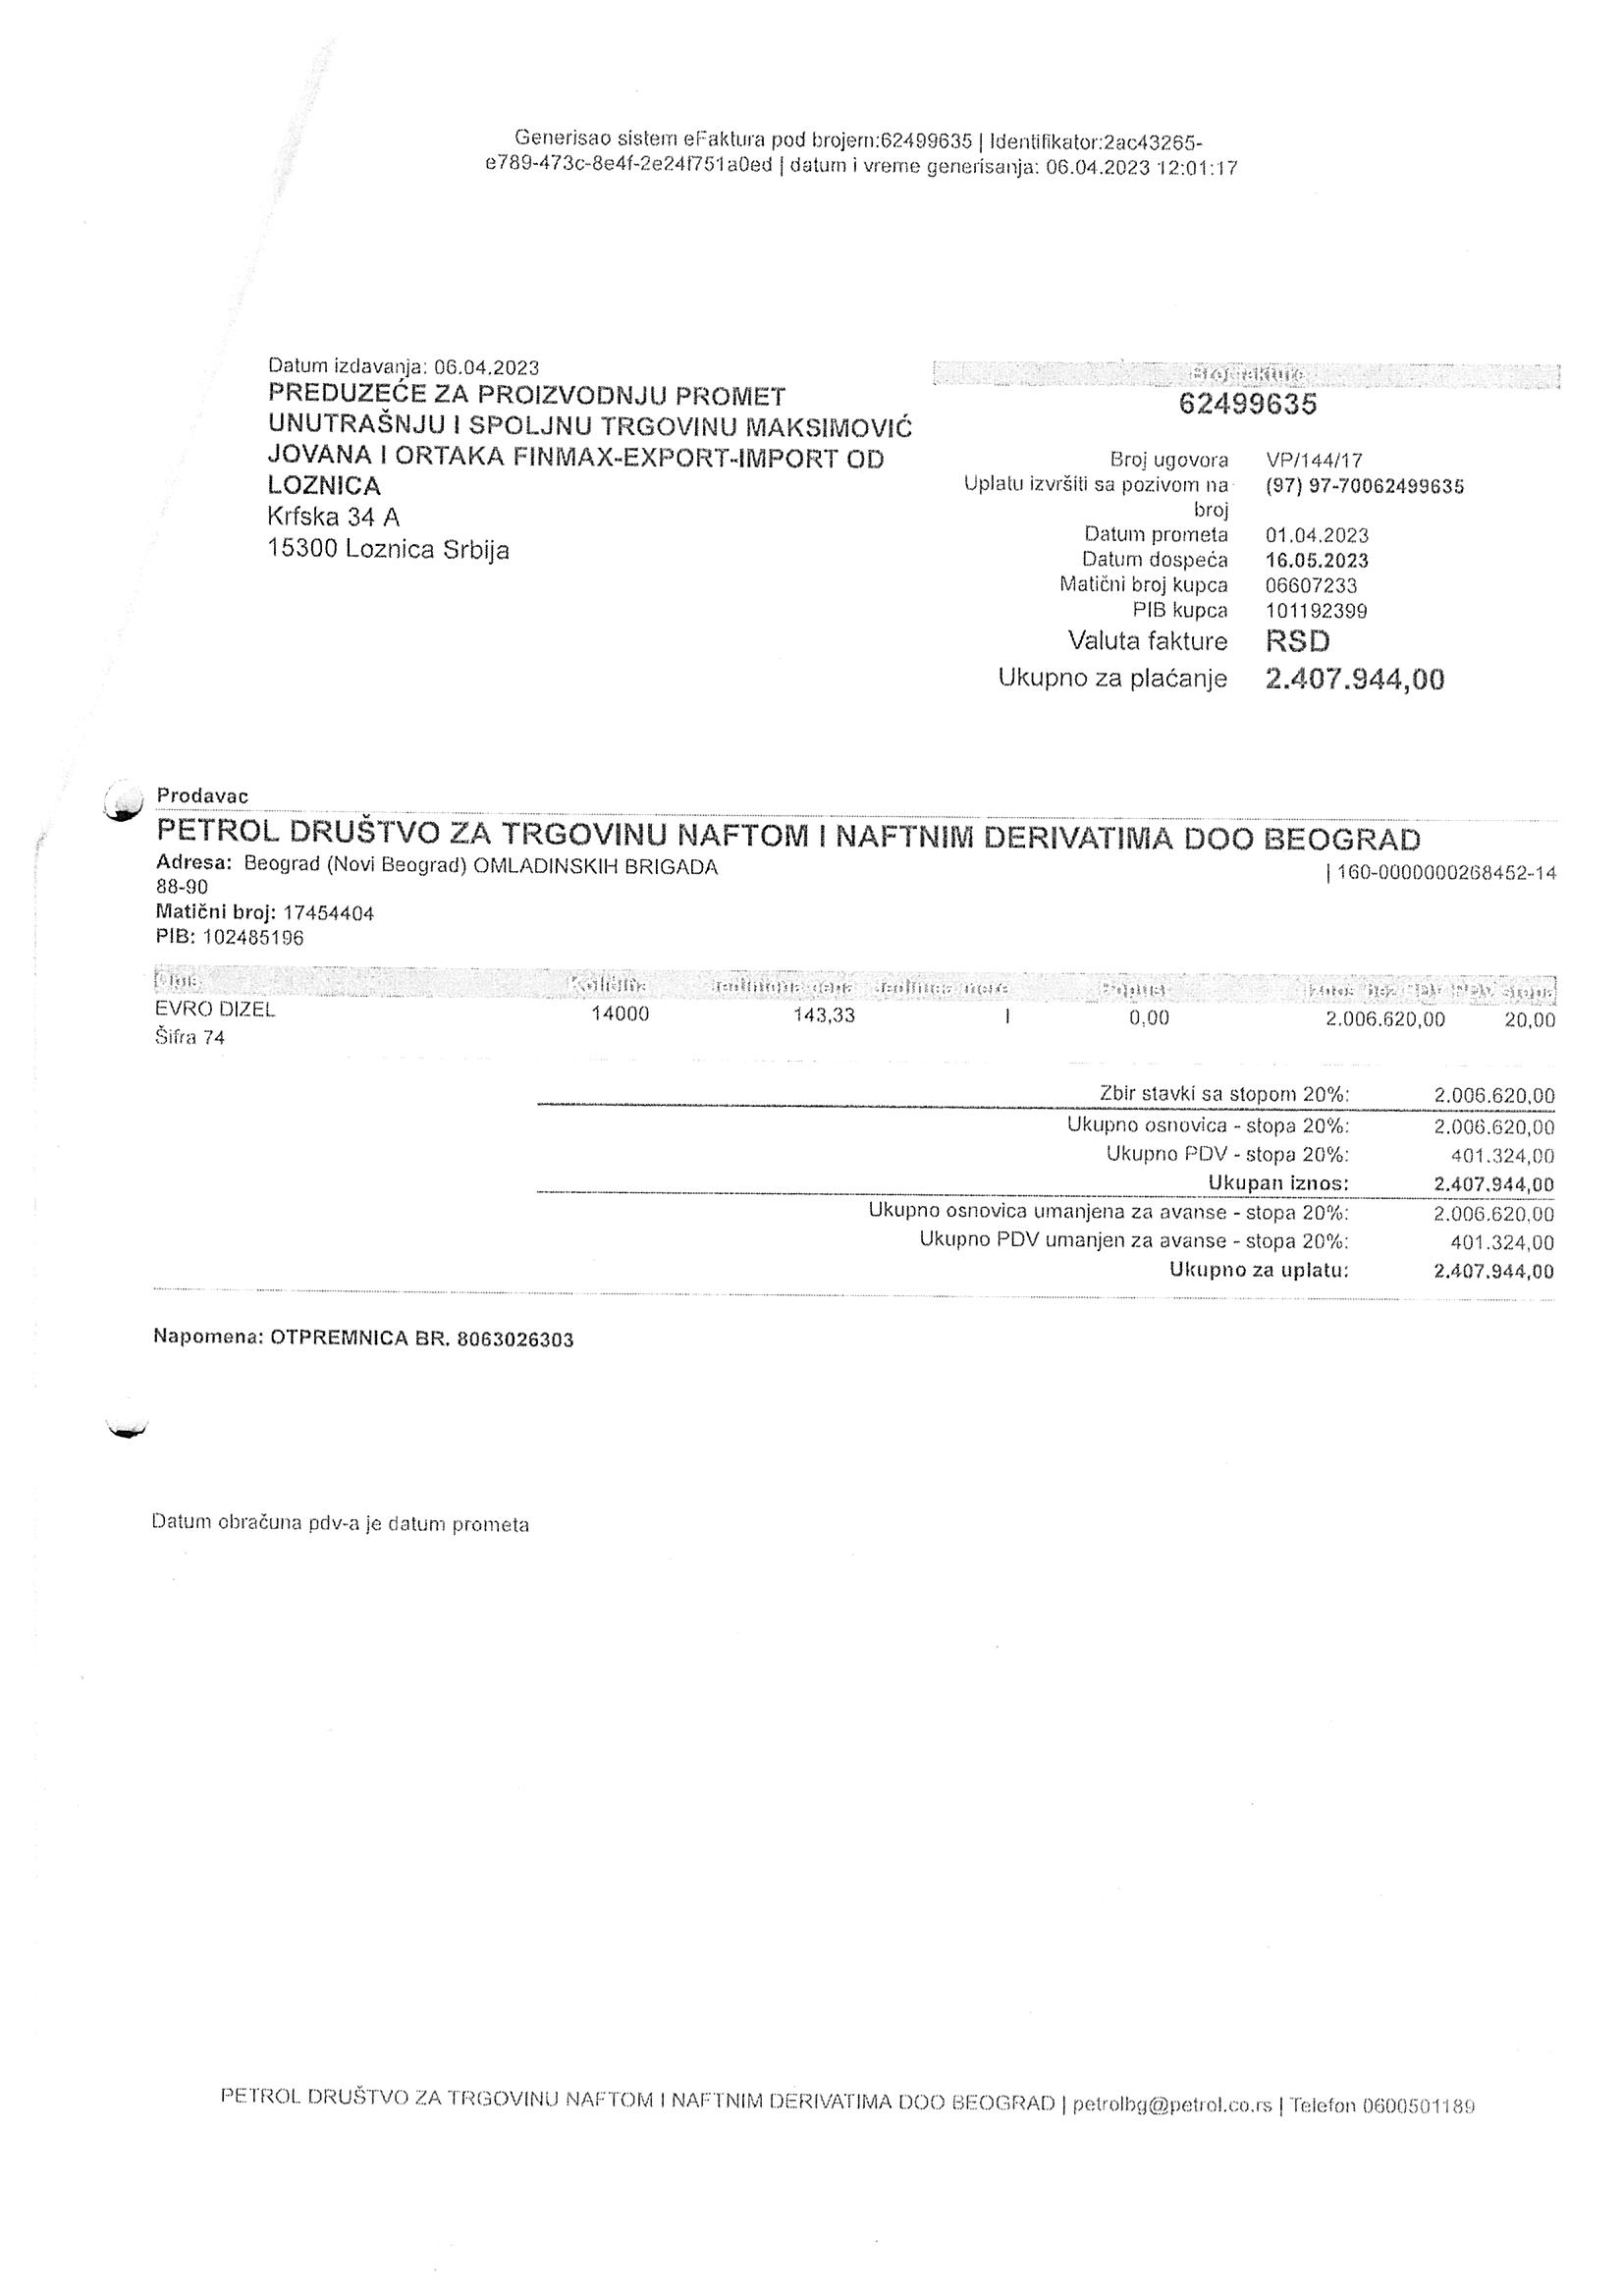 Generisao sistem eFaktura pod brojem:62499635 | Identifikator:2ac43265-
e789-473c-8e4f-2e24f751a0ed | datum i vreme generisanja: 06.04.2023 12:01:17
Datum izdavanja: 06.04.2023
PREDUZEĆE ZA PROIZVODNJU PROMET
UNUTRAŠNJU I SPOLJNU TRGOVINU MAKSIMOVIĆ
JOVANA I ORTAKA FINMAX-EXPORT-IMPORT OD
LOZNICA
Krfska 34 A
15300 Loznica Srbija
Broj fakture
62499635
Broj ugovora VP/144/17
Uplatu izvršiti sa pozivom na (97) 97-70062499635
broj
Datum prometa 01.04.2023
Datum dospeća 16.05.2023
Matični broj kupca 06607233
PIB kupca 101192399
Valuta fakture RSD
Ukupno za plaćanje 2.407.944,00
Prodavac
PETROL DRUŠTVO ZA TRGOVINU NAFTOM I NAFTNIM DERIVATIMA DOO BEOGRAD
Adresa: Beograd (Novi Beograd) OMLADINSKIH BRIGADA | 160-0000000268452-14
88-90
Matični broj: 17454404
PIB: 102485196
Količina Jedinična cena Jedinica mere Popust Iznos bez PDV PDV stopa
EVRO DIZEL 14000 143,33 l 0,00 2.006.620,00 20,00
Šifra 74
Zbir stavki sa stopom 20%: 2.006.620,00
Ukupno osnovica - stopa 20%: 2.006.620,00
Ukupno PDV - stopa 20%: 401.324,00
Ukupan iznos: 2.407.944,00
Ukupno osnovica umanjena za avanse - stopa 20%: 2.006.620,00
Ukupno PDV umanjen za avanse - stopa 20%: 401.324,00
Ukupno za uplatu: 2.407.944,00
Napomena: OTPREMNICA BR. 8063026303
Datum obračuna pdv-a je datum prometa
PETROL DRUŠTVO ZA TRGOVINU NAFTOM I NAFTNIM DERIVATIMA DOO BEOGRAD | petrolbg@petrol.co.rs | Telefon 0600501189